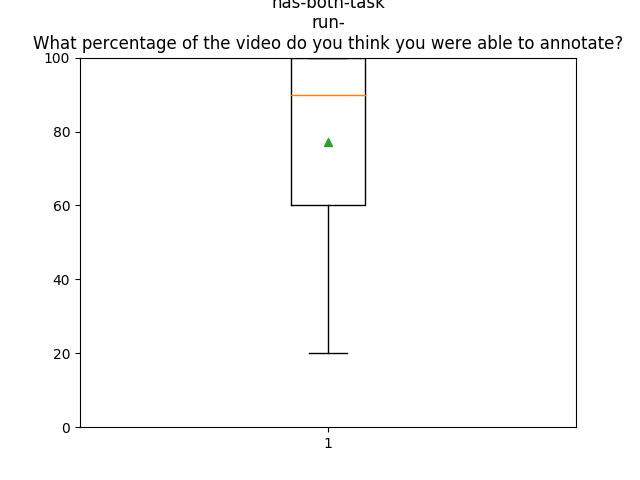 has-both-task
run-
What percentage of the video do you think you were able to annotate?
100
80
60
40
20
0
1